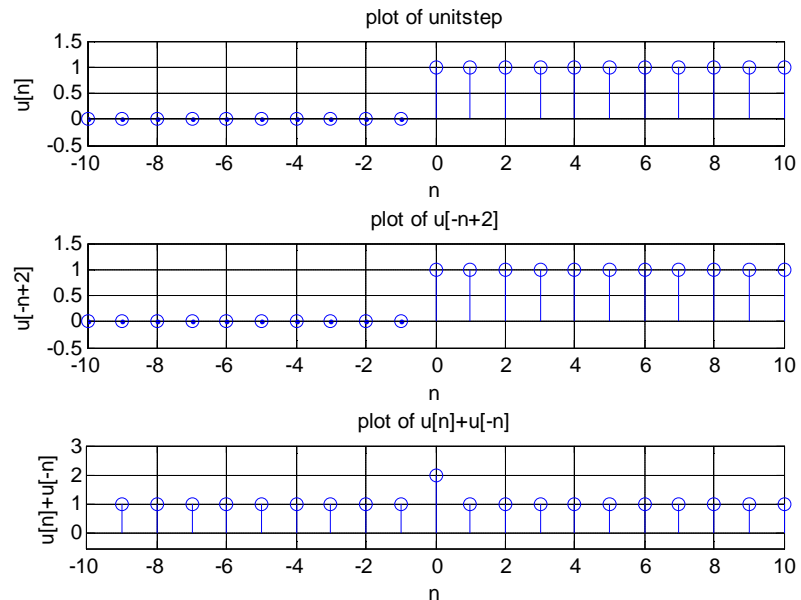 plot of unitstep
1.5
1
0.5
0
-0.5
u[n]
-10 -8 -6 -4 -2 0 2 4 6 8 10
n
plot of u[-n+2]
1.5
1
0.5
0
-0.5
u[-n+2]
-10 -8 -6 -4 -2 0 2 4 6 8 10
n
plot of u[n]+u[-n]
3
2
1
0
u[n]+u[-n]
-10 -8 -6 -4 -2 0 2 4 6 8 10
n